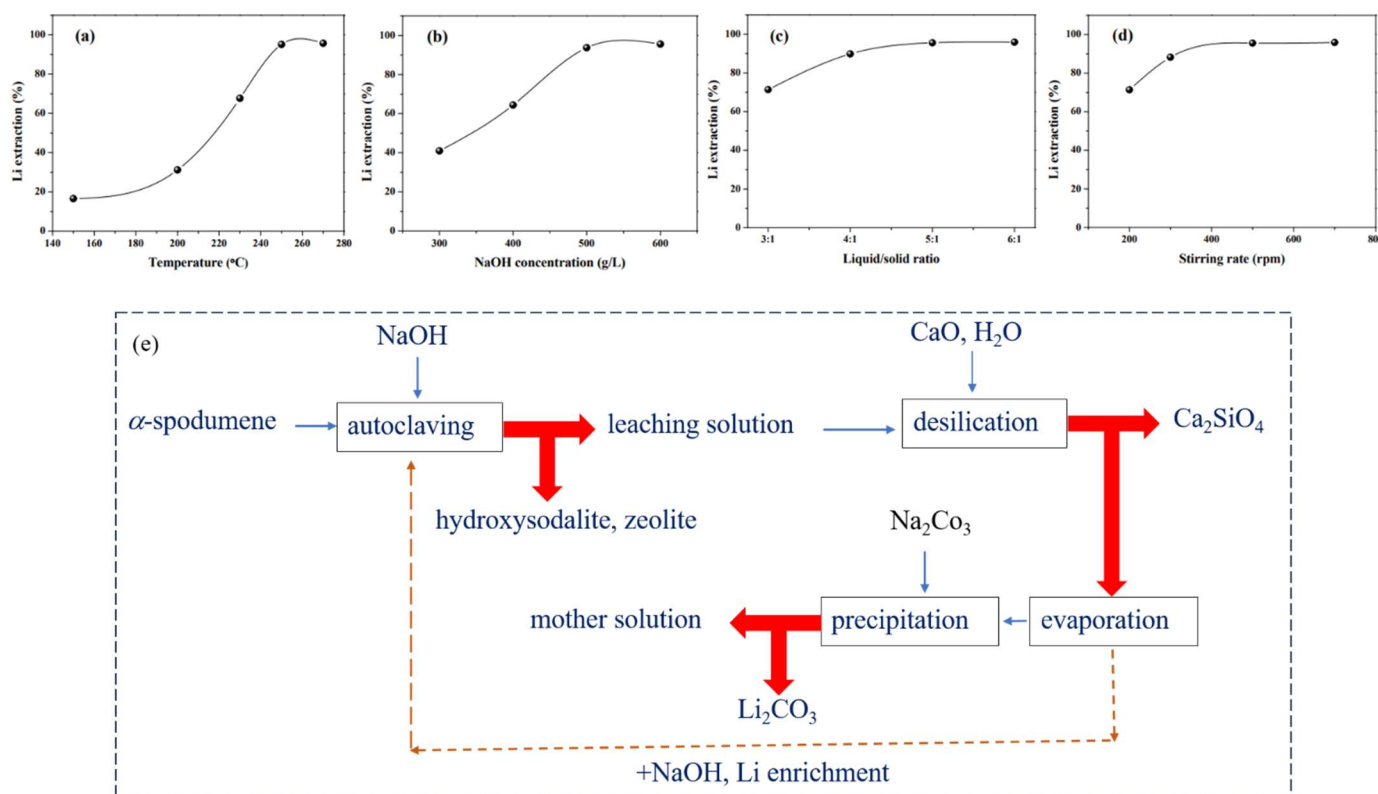 (a)
100
80
60
40
20
0
140 160 180 200 220 240 260 280
Li extraction (%)
Temperature (°C)
(b)
100
80
60
40
20
0
300 400 500 600
Li extraction (%)
NaOH concentration (g/L)
(c)
100
80
60
40
20
0
3:1 4:1 5:1 6:1
Li extraction (%)
Liquid/solid ratio
(d)
100
80
60
40
20
0
200 400 600 80
Li extraction (%)
Stirring rate (rpm)
(e)
NaOH
CaO, H₂O
α-spodumene
autoclaving
leaching solution
desilication
Ca₂SiO₄
hydroxysodalite, zeolite
Na₂Co₃
mother solution
precipitation
evaporation
Li₂CO₃
+NaOH, Li enrichment